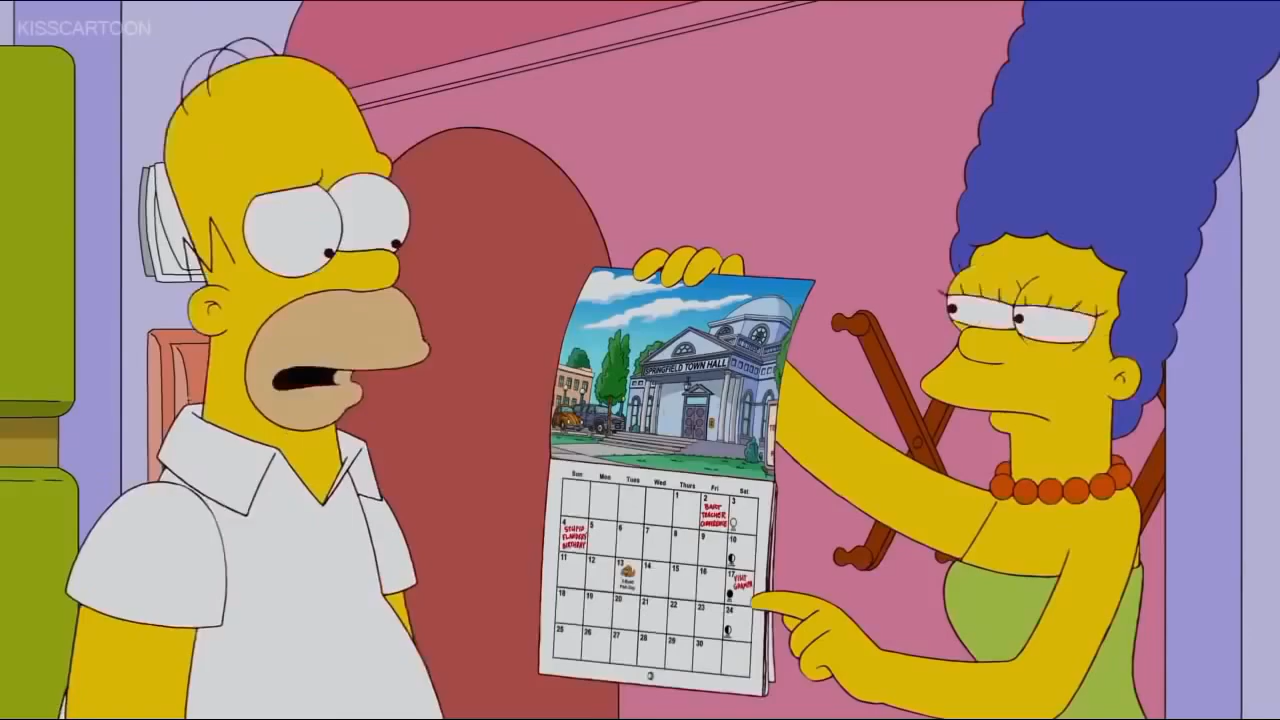 KISSCARTOON
SPRINGFIELD TOWN HALL
Sun Mon Tues Wed Thurs Fri Sat
1 2 3
BART
TEACHER
CONFERENCE
4 5 6 7 8 9 10
STUPID
FLANDERS
BIRTHDAY
11 12 13 14 15 16 17
VISIT
GRAMPA
18 19 20 21 22 23 24
25 26 27 28 29 30